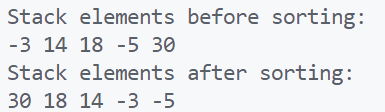 Stack elements before sorting:
-3 14 18 -5 30
Stack elements after sorting:
30 18 14 -3 -5